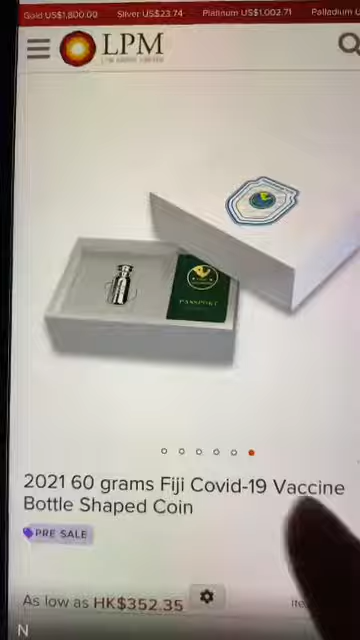 Gold US$1,800.00 Silver US$23.74 Platinum US$1,002.71 Palladium
LPM
PASSPORT
2021 60 grams Fiji Covid-19 Vaccine
Bottle Shaped Coin
PRE SALE
As low as HK$352.35
N